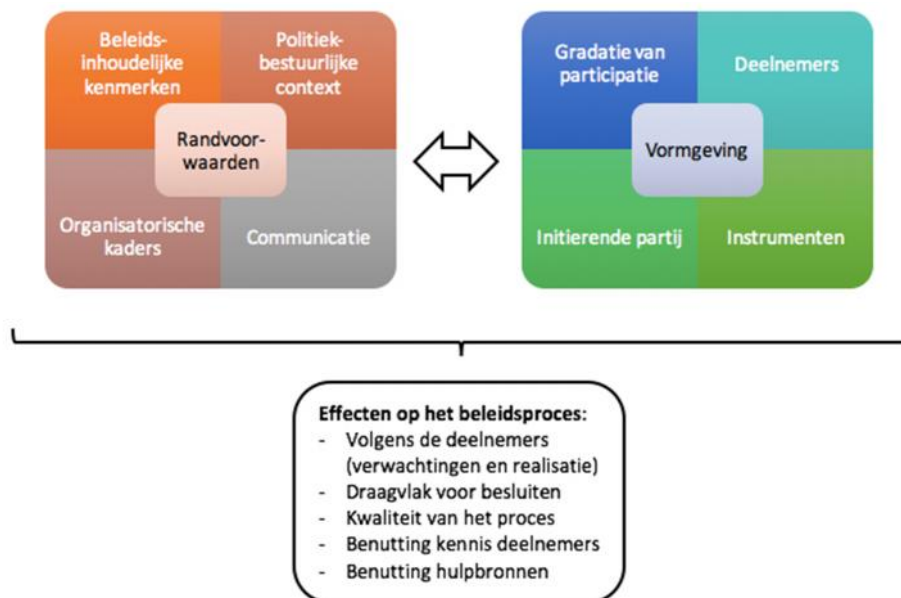 Beleids-
inhoudelijke
kenmerken
Politiek-
bestuurlijke
context
Randvoor-
waarden
Organisatorische
kaders
Communicatie
Gradatie van
participatie
Deelnemers
Vormgeving
Initierende partij
Instrumenten
Effecten op het beleidsproces:
- Volgens de deelnemers
(verwachtingen en realisatie)
- Draagvlak voor besluiten
- Kwaliteit van het proces
- Benutting kennis deelnemers
- Benutting hulpbronnen